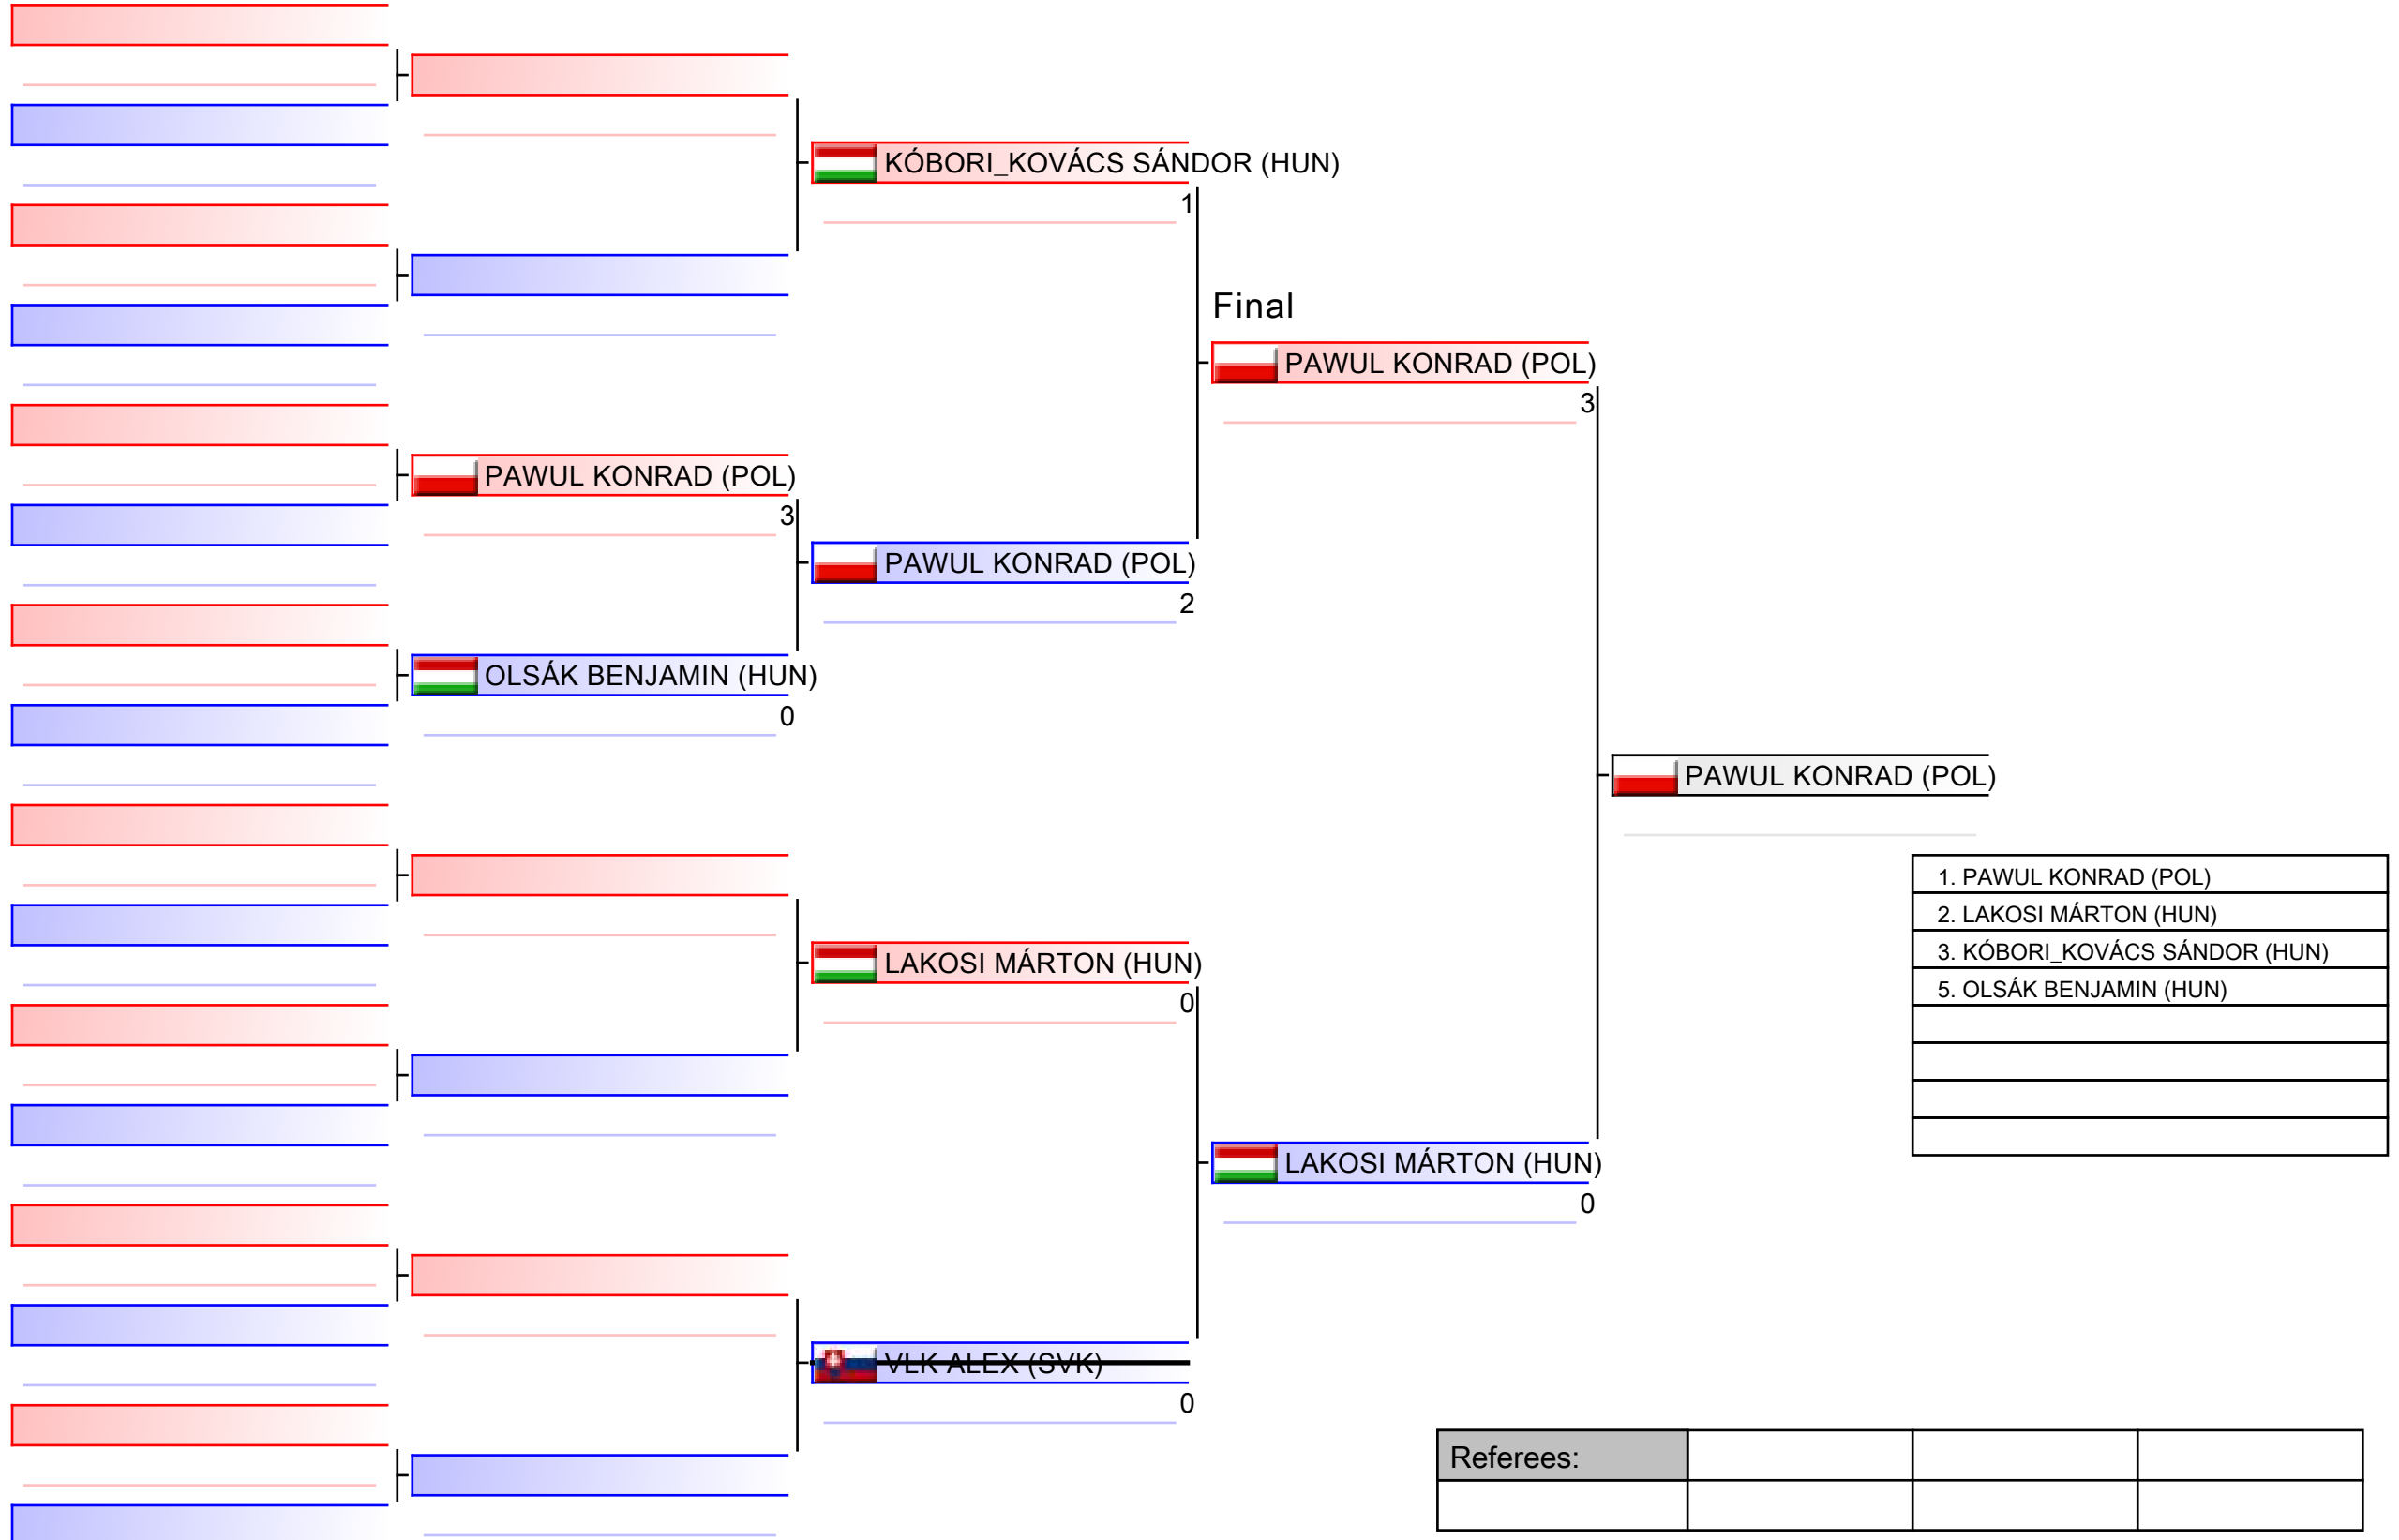 KÓBORI_KOVÁCS SÁNDOR (HUN)
1
Final
PAWUL KONRAD (POL)
3
PAWUL KONRAD (POL)
3
PAWUL KONRAD (POL)
2
OLSÁK BENJAMIN (HUN)
0
PAWUL KONRAD (POL)
1. PAWUL KONRAD (POL)
2. LAKOSI MÁRTON (HUN)
3. KÓBORI_KOVÁCS SÁNDOR (HUN)
5. OLSÁK BENJAMIN (HUN)
LAKOSI MÁRTON (HUN)
0
LAKOSI MÁRTON (HUN)
0
VLK ALEX (SVK)
0
Referees: